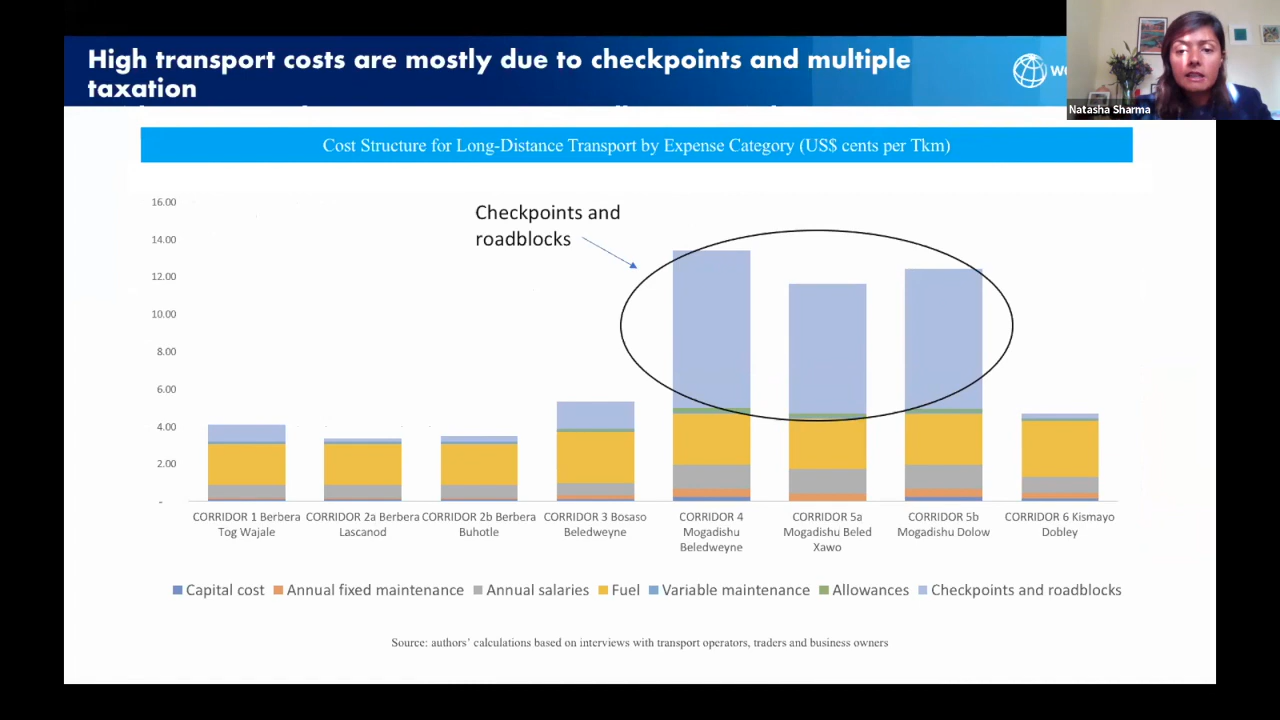 High transport costs are mostly due to checkpoints and multiple
taxation
Natasha Sharma
Cost Structure for Long-Distance Transport by Expense Category (US$ cents per Tkm)
Checkpoints and
roadblocks
16.00
14.00
12.00
10.00
8.00
6.00
4.00
2.00
-
CORRIDOR 1 Berbera
Tog Wajale
CORRIDOR 2a Berbera
Lascanod
CORRIDOR 2b Berbera
Buhotle
CORRIDOR 3 Bosaso
Beledweyne
CORRIDOR 4
Mogadishu
Beledweyne
CORRIDOR 5a
Mogadishu Beled
Xawo
CORRIDOR 5b
Mogadishu Dolow
CORRIDOR 6 Kismayo
Dobley
Capital cost Annual fixed maintenance Annual salaries Fuel Variable maintenance Allowances Checkpoints and roadblocks
Source: authors’ calculations based on interviews with transport operators, traders and business owners